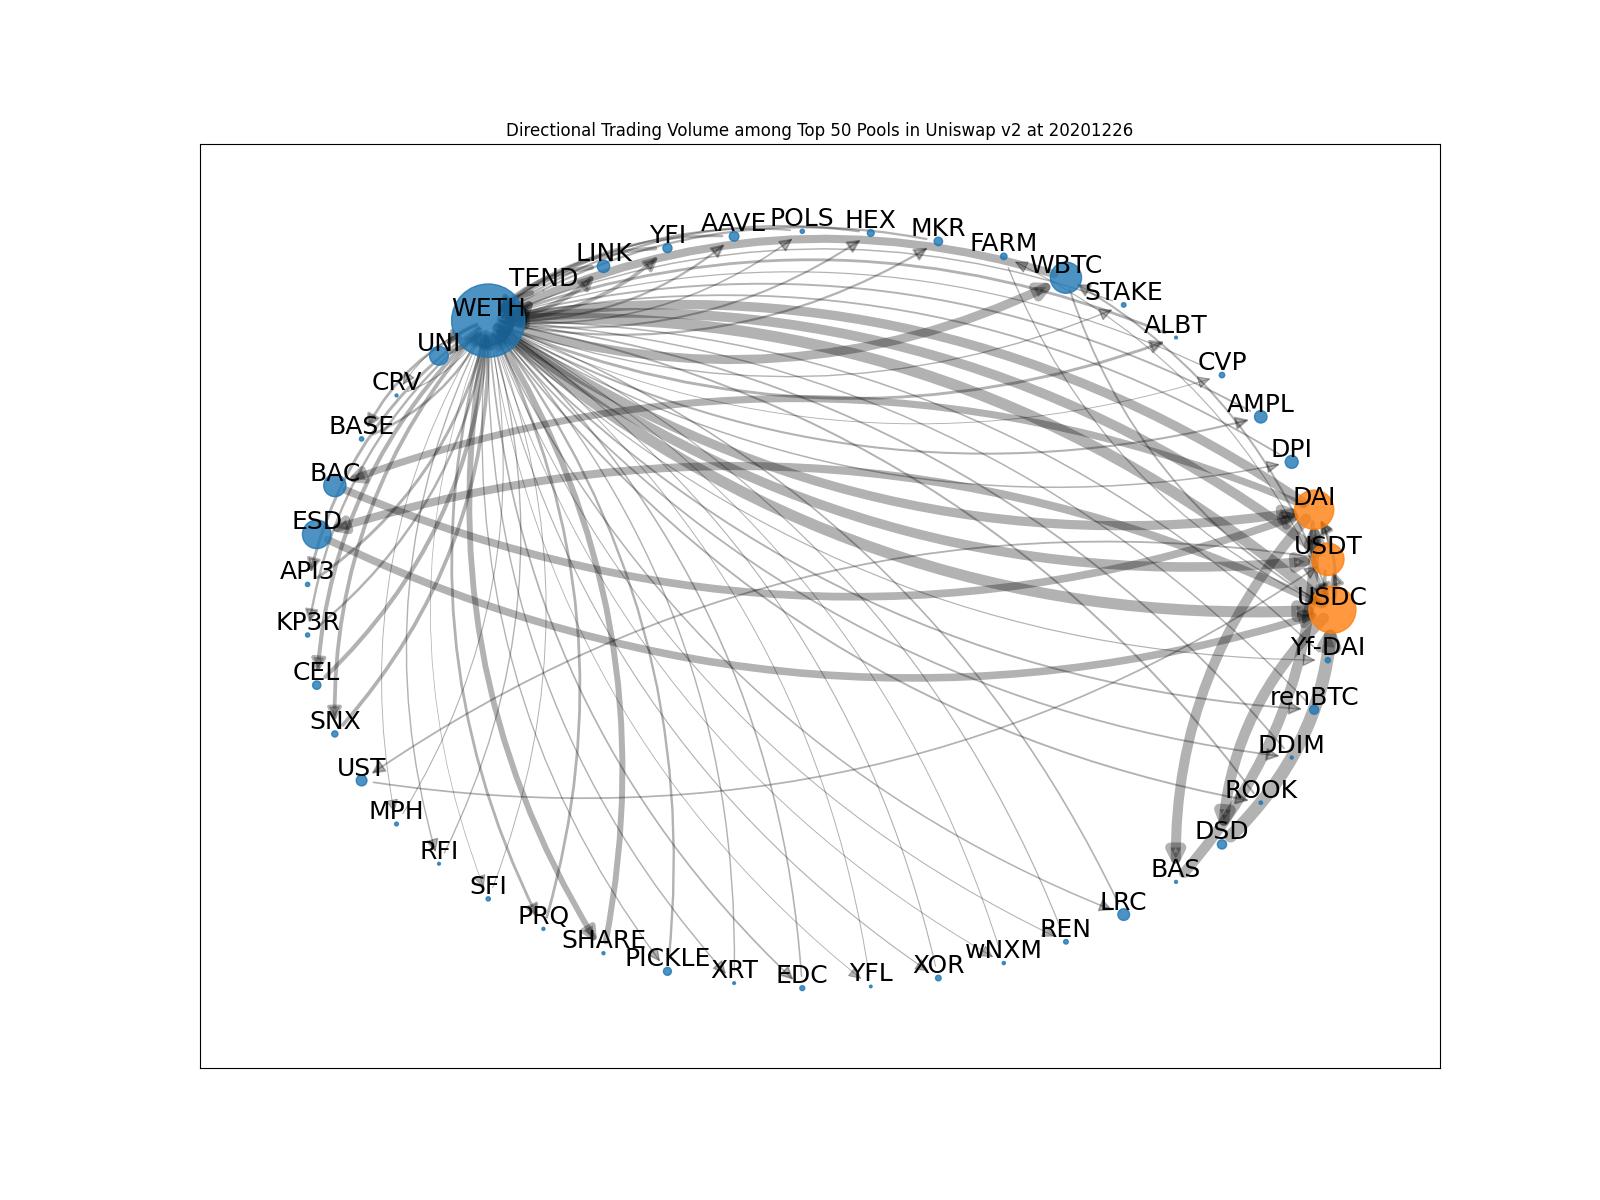 Directional Trading Volume among Top 50 Pools in Uniswap v2 at 20201226
POLS
HEX
AAVE
MKR
YFI
FARM
LINK
WBTC
TEND
STAKE
WETH
ALBT
UNI
CVP
CRV
AMPL
BASE
DPI
BAC
DAI
ESD
USDT
API3
USDC
KP3R
Yf-DAI
CEL
renBTC
SNX
DDIM
UST
ROOK
MPH
DSD
RFI
BAS
SFI
LRC
PRQ
REN
SHARE
wNXM
PICKLE
XOR
XRT
YFL
EDC